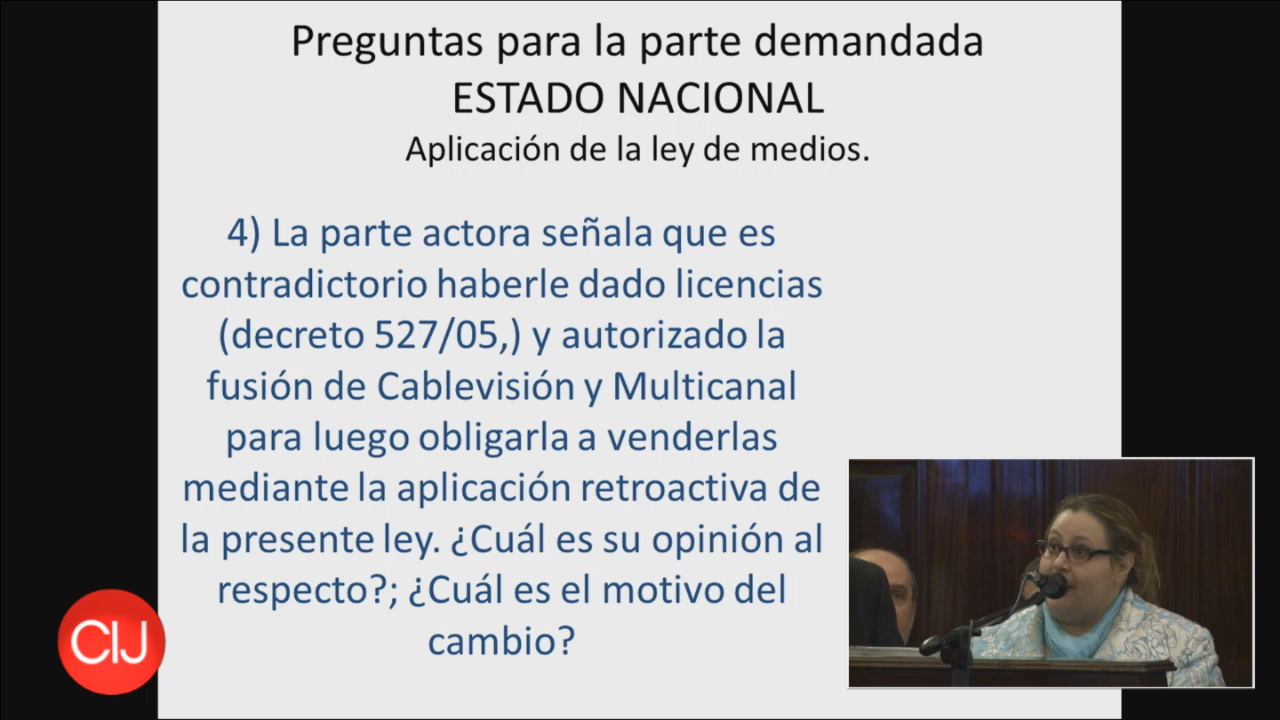 Preguntas para la parte demandada
ESTADO NACIONAL
Aplicación de la ley de medios.
4) La parte actora señala que es
contradictorio haberle dado licencias
(decreto 527/05,) y autorizado la
fusión de Cablevisión y Multicanal
para luego obligarla a venderlas
mediante la aplicación retroactiva de
la presente ley. ¿Cuál es su opinión al
respecto?; ¿Cuál es el motivo del
cambio?
CIJ